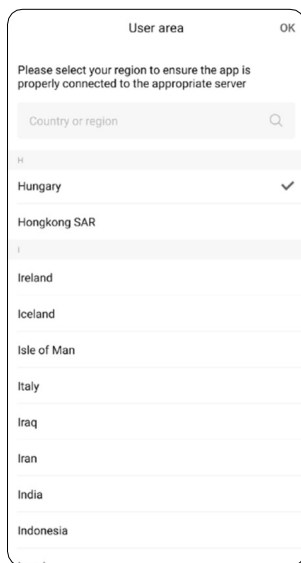 User area
OK
Please select your region to ensure the app is
properly connected to the appropriate server
Country or region
H
Hungary
Hongkong SAR
I
Ireland
Iceland
Isle of Man
Italy
Iraq
Iran
India
Indonesia